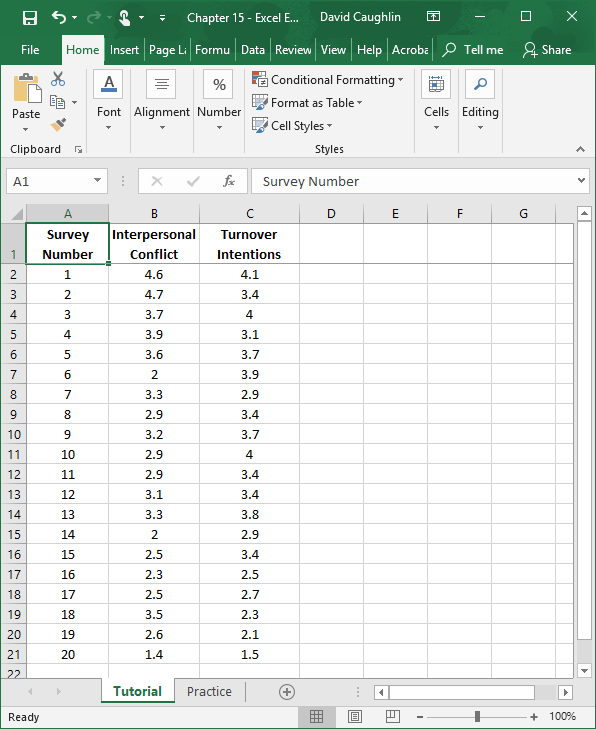 Chapter 15 - Excel E... David Caughlin
File Home Insert Page La Formu Data Review View Help Acroba Tell me Share
Paste
Clipboard
Font
Alignment
%
Number
Conditional Formatting
Format as Table
Cell Styles
Styles
Cells
Editing
A1 fx Survey Number
A B C D E F G
1 Survey Number Interpersonal Conflict Turnover Intentions
2 1 4.6 4.1
3 2 4.7 3.4
4 3 3.7 4
5 4 3.9 3.1
6 5 3.6 3.7
7 6 2 3.9
8 7 3.3 2.9
9 8 2.9 3.4
10 9 3.2 3.7
11 10 2.9 4
12 11 2.9 3.4
13 12 3.1 3.4
14 13 3.3 3.8
15 14 2 2.9
16 15 2.5 3.4
17 16 2.3 2.5
18 17 2.5 2.7
19 18 3.5 2.3
20 19 2.6 2.1
21 20 1.4 1.5
22
Tutorial Practice
Ready 100%